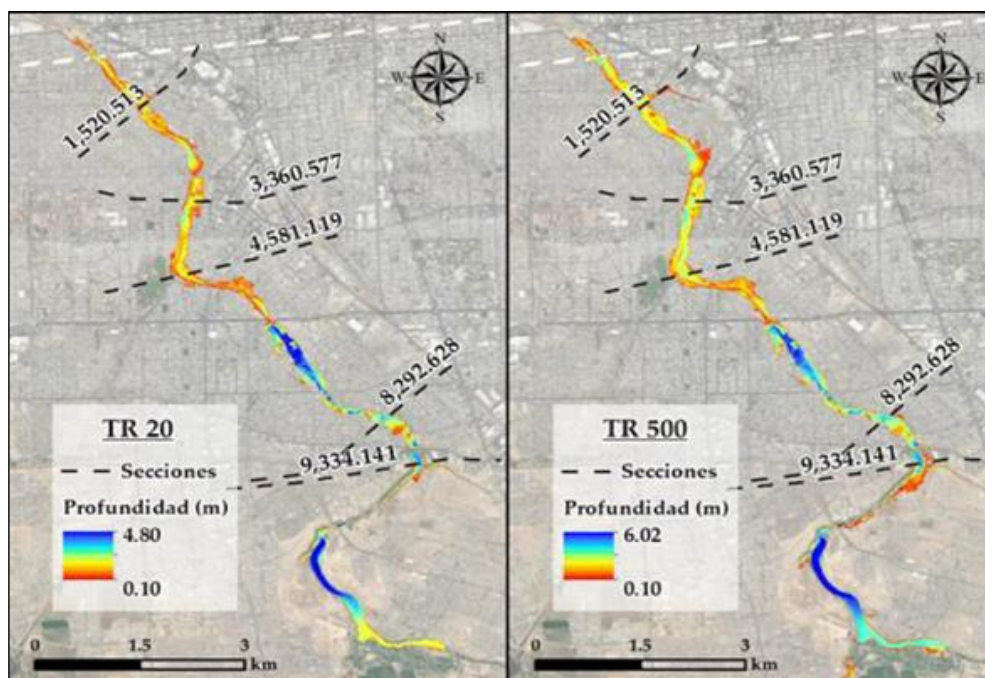 N
W E
S
1,520.513
3,360.577
4,581.119
8,292.628
9,334.141
TR 20
Secciones
Profundidad (m)
4.80
0.10
0 1.5 3
km
N
W E
S
1,520.513
3,360.577
4,581.119
8,292.628
9,334.141
TR 500
Secciones
Profundidad (m)
6.02
0.10
0 1.5 3
km